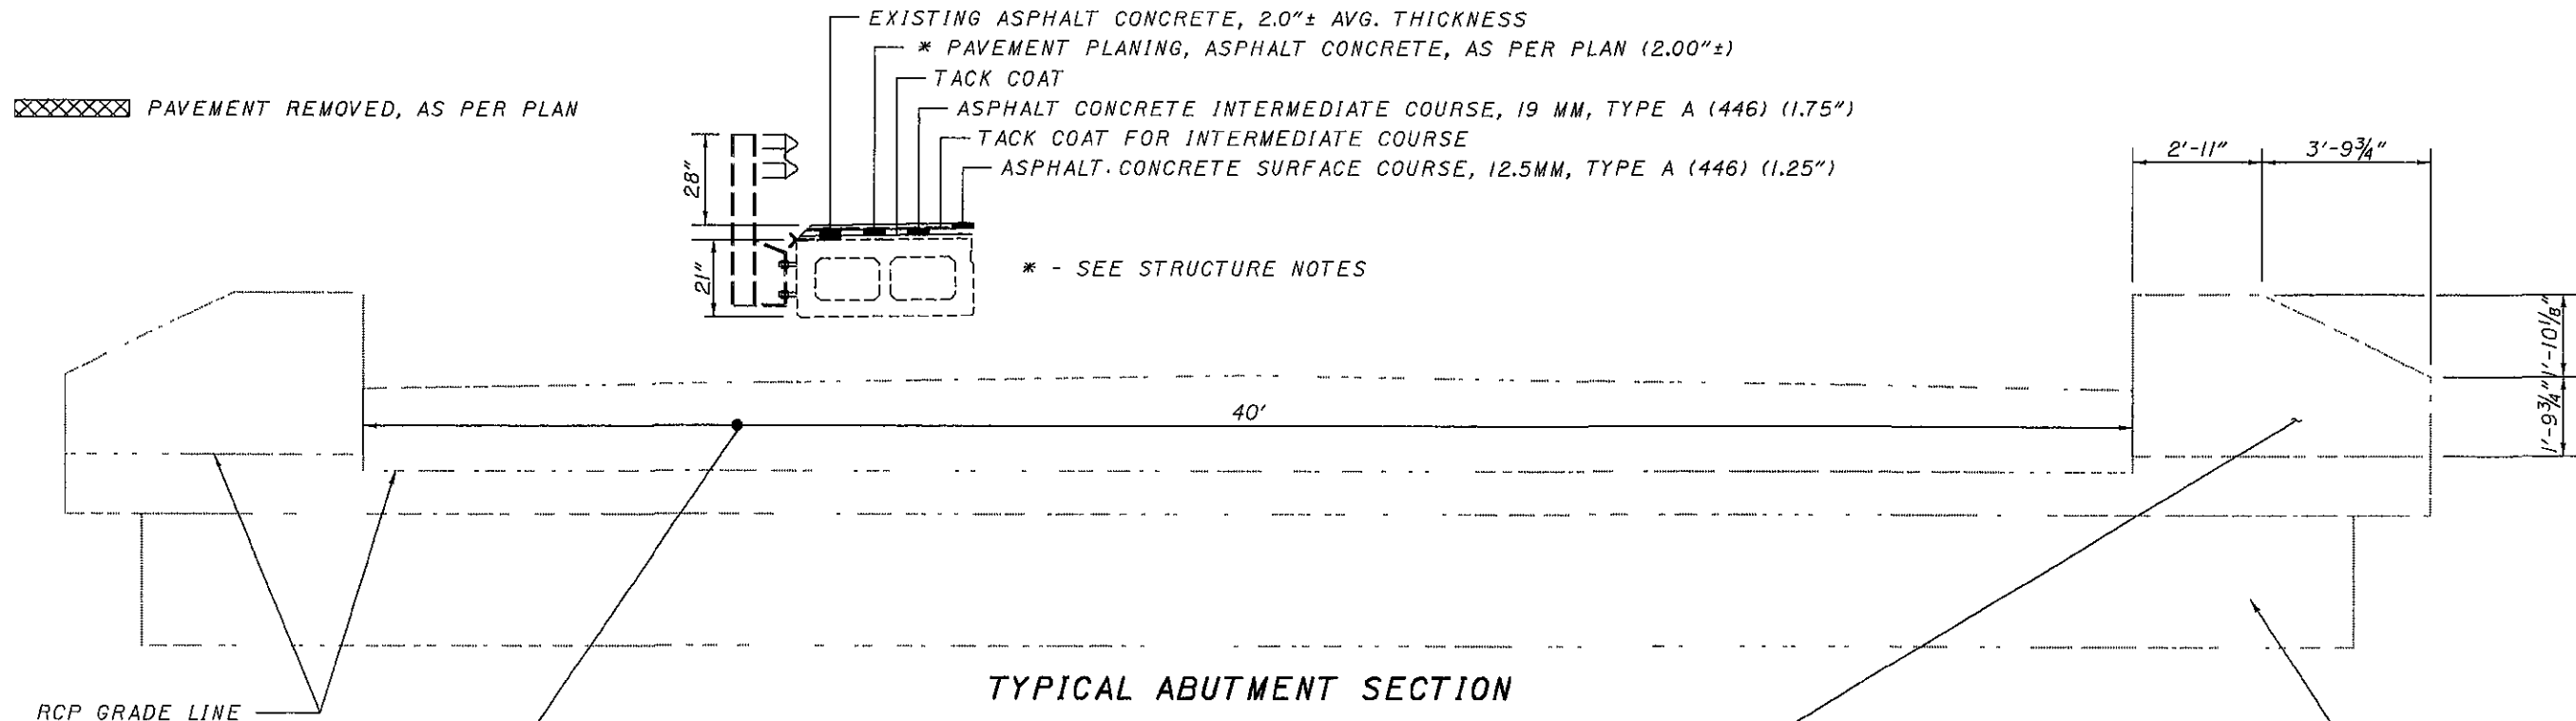 EXISTING ASPHALT CONCRETE, 2.0"± AVG. THICKNESS
* PAVEMENT PLANING, ASPHALT CONCRETE, AS PER PLAN (2.00"±)
TACK COAT
PAVEMENT REMOVED, AS PER PLAN
ASPHALT CONCRETE INTERMEDIATE COURSE, 19 MM, TYPE A (446) (1.75")
TACK COAT FOR INTERMEDIATE COURSE
ASPHALT CONCRETE SURFACE COURSE, 12.5MM, TYPE A (446) (1.25")
2'-11"
3'-9¾"
28"
21"
* - SEE STRUCTURE NOTES
1'-10⅛"
1'-9¾"
40'
TYPICAL ABUTMENT SECTION
RCP GRADE LINE